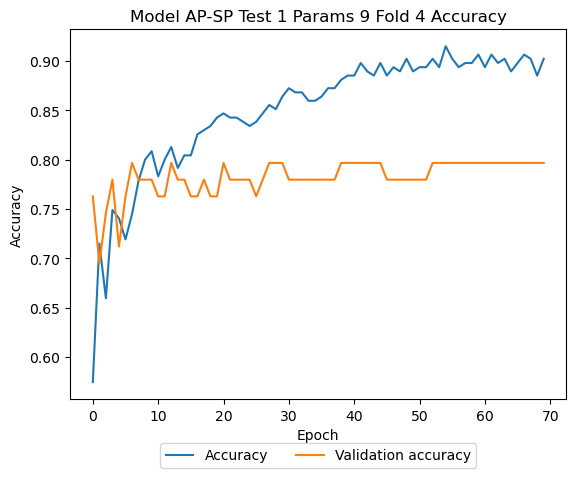 Model AP-SP Test 1 Params 9 Fold 4 Accuracy
Accuracy
0.90
0.85
0.80
0.75
0.70
0.65
0.60
0 10 20 30 40 50 60 70
Epoch
Accuracy Validation accuracy